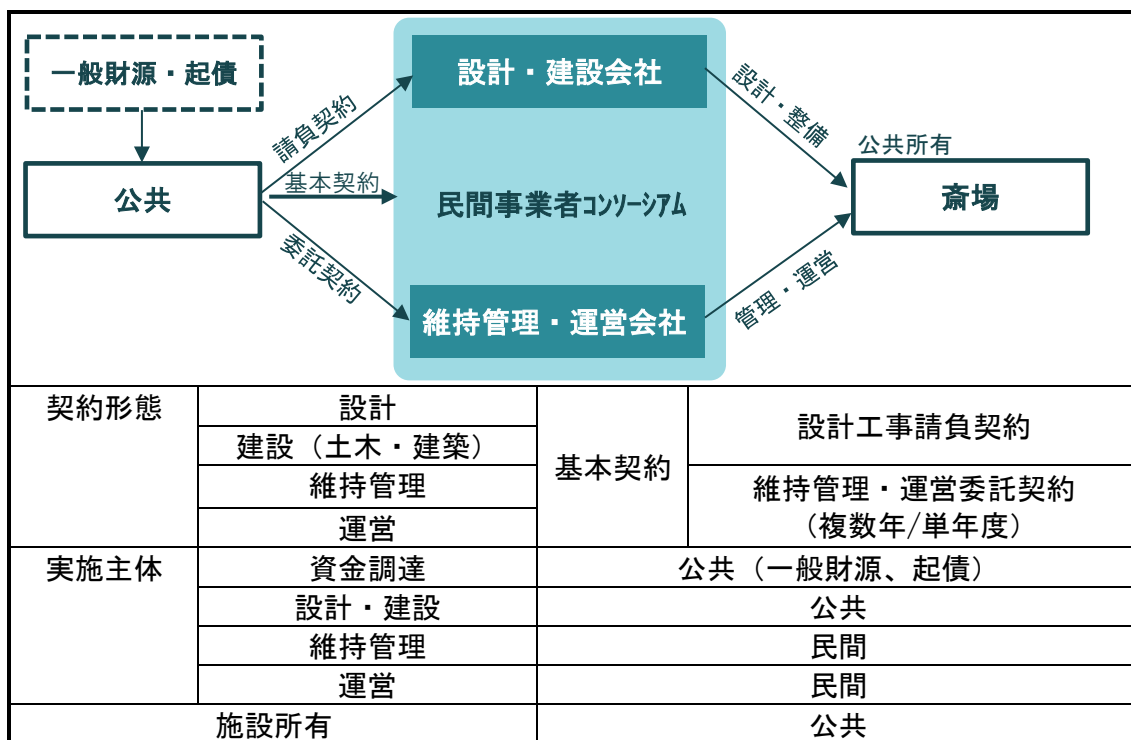 一般財源・起債
公共
請負契約
基本契約
委託契約
設計・建設会社
民間事業者ｺﾝｿｰｼｱﾑ
維持管理・運営会社
設計・整備
管理・運営
公共所有
斎場
契約形態
設計
建設（土木・建築）
維持管理
運営
基本契約
設計工事請負契約
維持管理・運営委託契約
（複数年/単年度）
実施主体
資金調達
公共（一般財源、起債）
設計・建設
公共
維持管理
民間
運営
民間
施設所有
公共